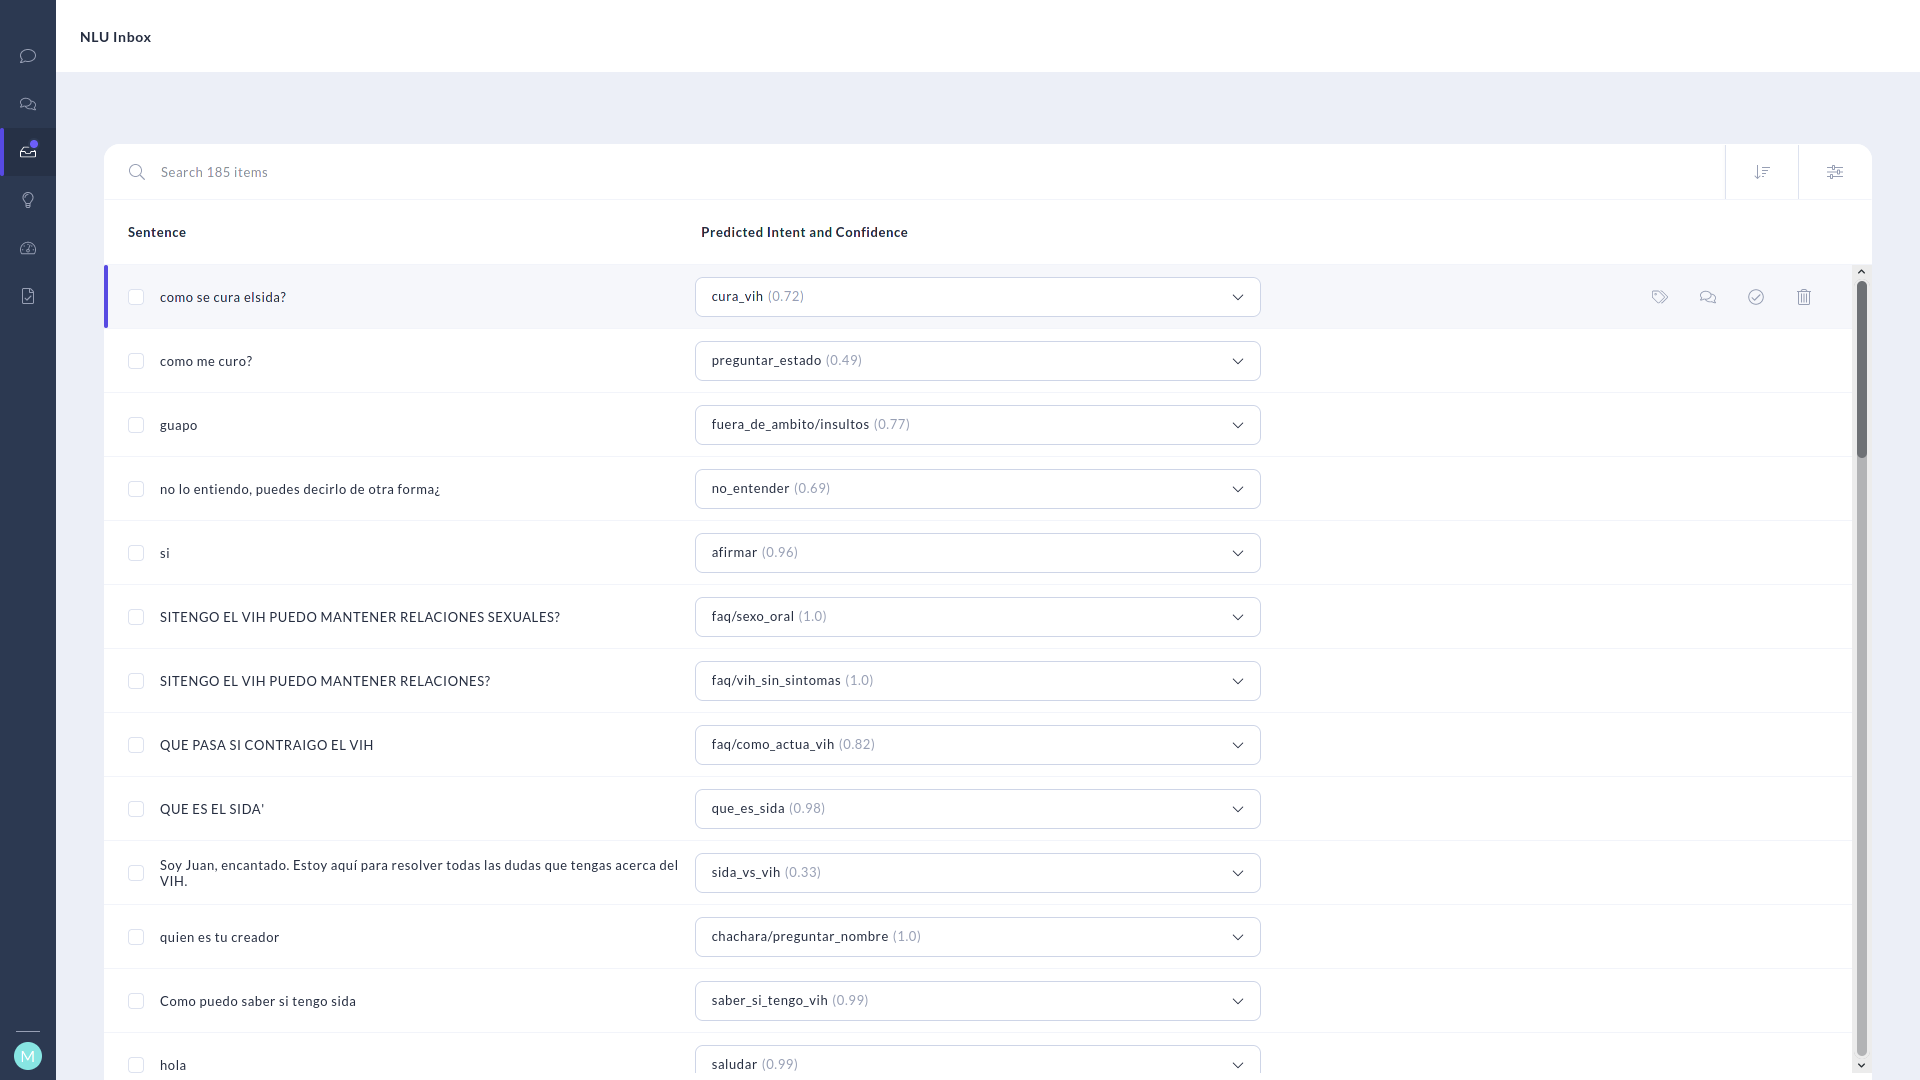 NLU Inbox
Search 185 items
Sentence
Predicted Intent and Confidence
como se cura elsida?
cura_vih (0.72)
como me curo?
preguntar_estado (0.49)
guapo
fuera_de_ambito/insultos (0.77)
no lo entiendo, puedes decirlo de otra forma¿
no_entender (0.69)
si
afirmar (0.96)
SITENGO EL VIH PUEDO MANTENER RELACIONES SEXUALES?
faq/sexo_oral (1.0)
SITENGO EL VIH PUEDO MANTENER RELACIONES?
faq/vih_sin_sintomas (1.0)
QUE PASA SI CONTRAIGO EL VIH
faq/como_actua_vih (0.82)
QUE ES EL SIDA'
que_es_sida (0.98)
Soy Juan, encantado. Estoy aquí para resolver todas las dudas que tengas acerca del
VIH.
sida_vs_vih (0.33)
quien es tu creador
chachara/preguntar_nombre (1.0)
Como puedo saber si tengo sida
saber_si_tengo_vih (0.99)
hola
saludar (0.99)
M